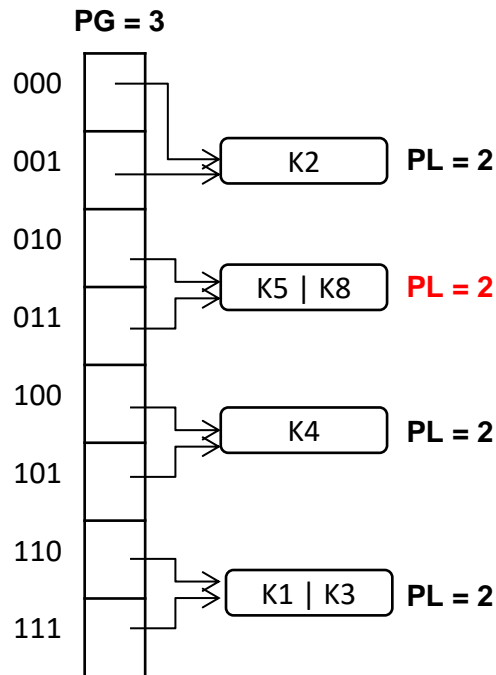 PG = 3
000
001
K2 PL = 2
010
K5 | K8 PL = 2
011
100
K4 PL = 2
101
110
K1 | K3 PL = 2
111